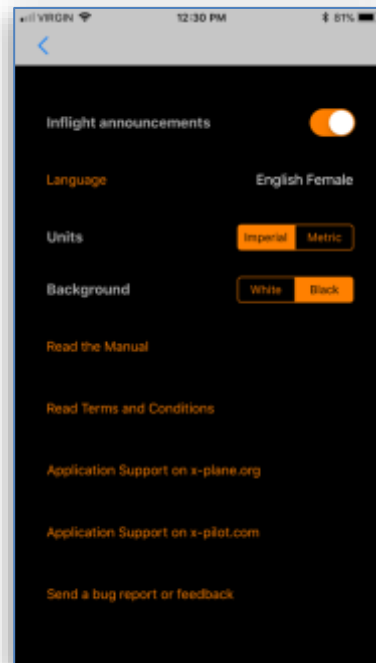 VIRGIN 12:30 PM 81%
Inflight announcements
Language English Female
Units Imperial Metric
Background White Black
Read the Manual
Read Terms and Conditions
Application Support on x-plane.org
Application Support on x-pilot.com
Send a bug report or feedback